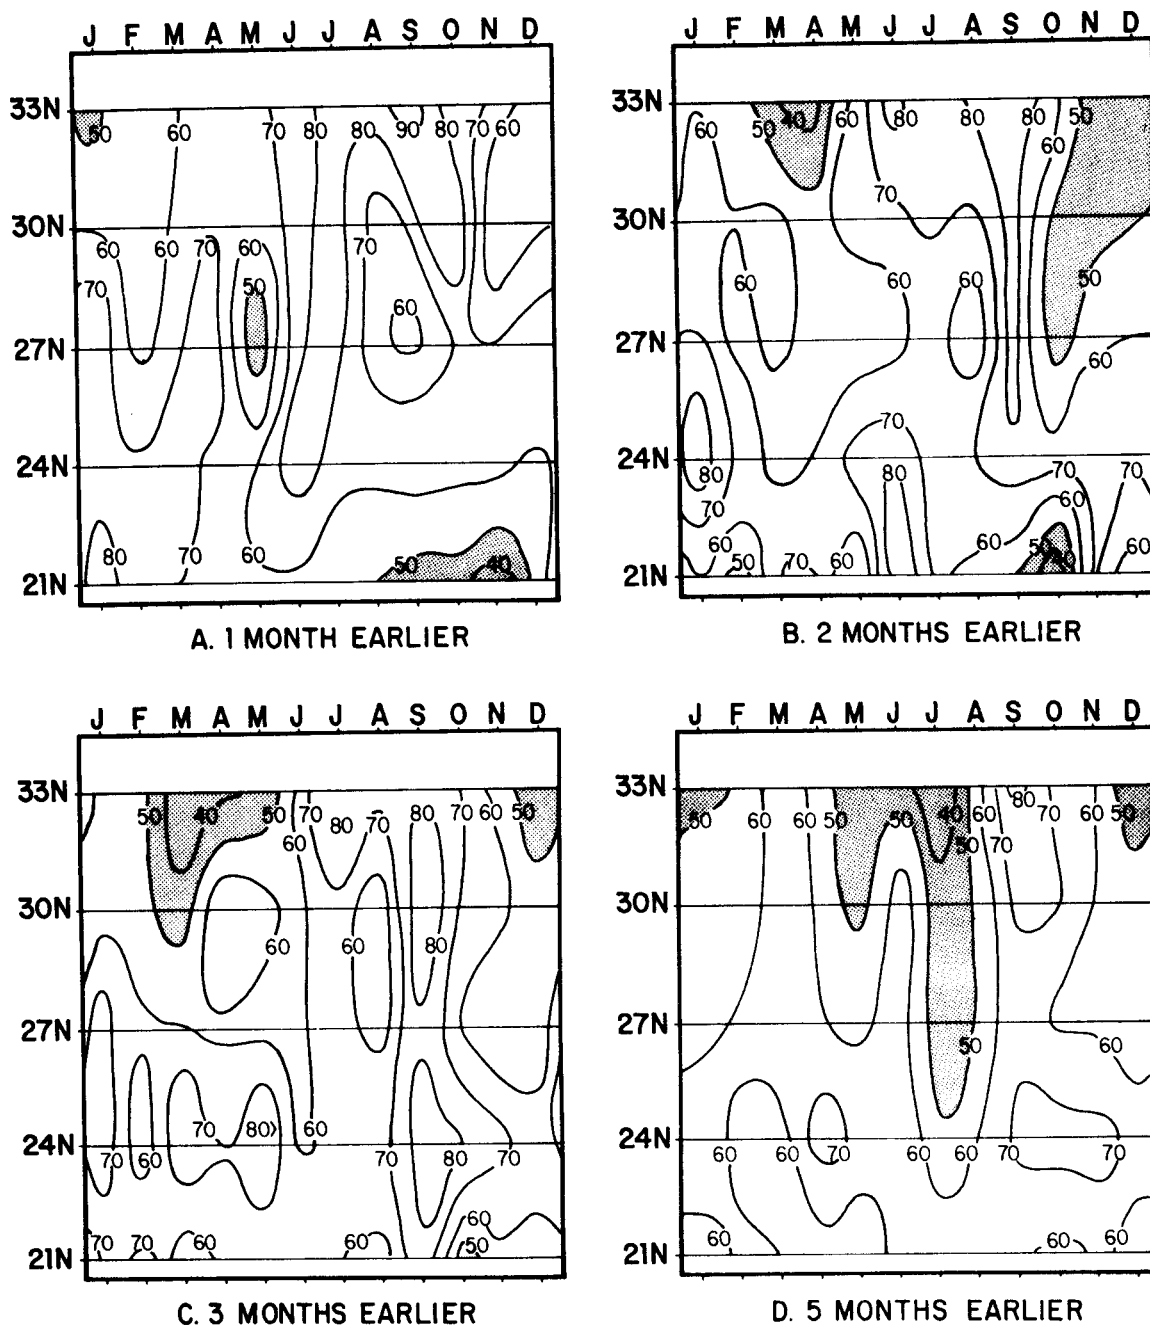 J F M A M J J A S O N D
33N
50 60 70 80 80 90 80 70 60
30N
60 60 70 60 70
70 50
60
27N
24N
80 70 60 50 40
21N
A. 1 MONTH EARLIER
J F M A M J J A S O N D
33N
60 50 40 60 80 80 80 50
60
70
30N
60 60 60 50
27N
60
70
24N
80 80 70 70
70 60
60 50 70 60 60 50 40 60
21N
B. 2 MONTHS EARLIER
J F M A M J J A S O N D
33N
50 40 50 70 80 70 80 70 60 50
60
30N
60 60 80
27N
70 80 60
24N
70 60 70 80 70
60
70 70 60 60 50
21N
C. 3 MONTHS EARLIER
J F M A M J J A S O N D
33N
50 60 60 50 50 40 60 80 70 60 50
50 70
30N
27N
50 60
24N
60 60 70 60 60 70 70
60 60 60
21N
D. 5 MONTHS EARLIER